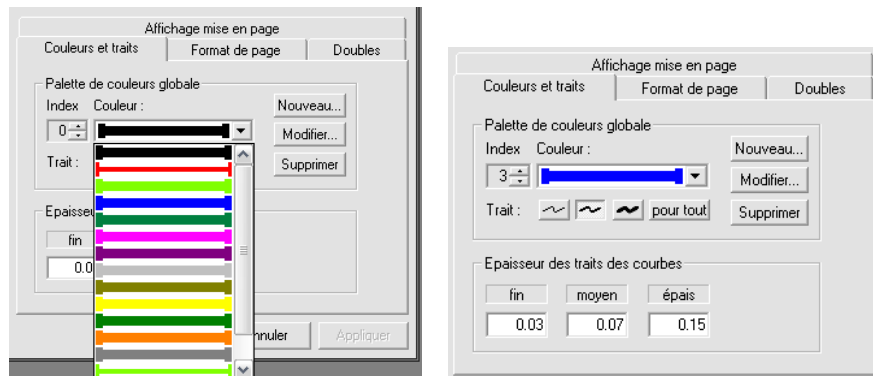 Affichage mise en page
Couleurs et traits Format de page Doubles
Palette de couleurs globale
Index Couleur : Nouveau...
0 Modifier...
Trait : Supprimer
fin
0.0
Appliquer
Affichage mise en page
Couleurs et traits Format de page Doubles
Palette de couleurs globale
Index Couleur : Nouveau...
3 Modifier...
Trait : pour tout Supprimer
Epaisseur des traits des courbes
fin moyen épais
0.03 0.07 0.15